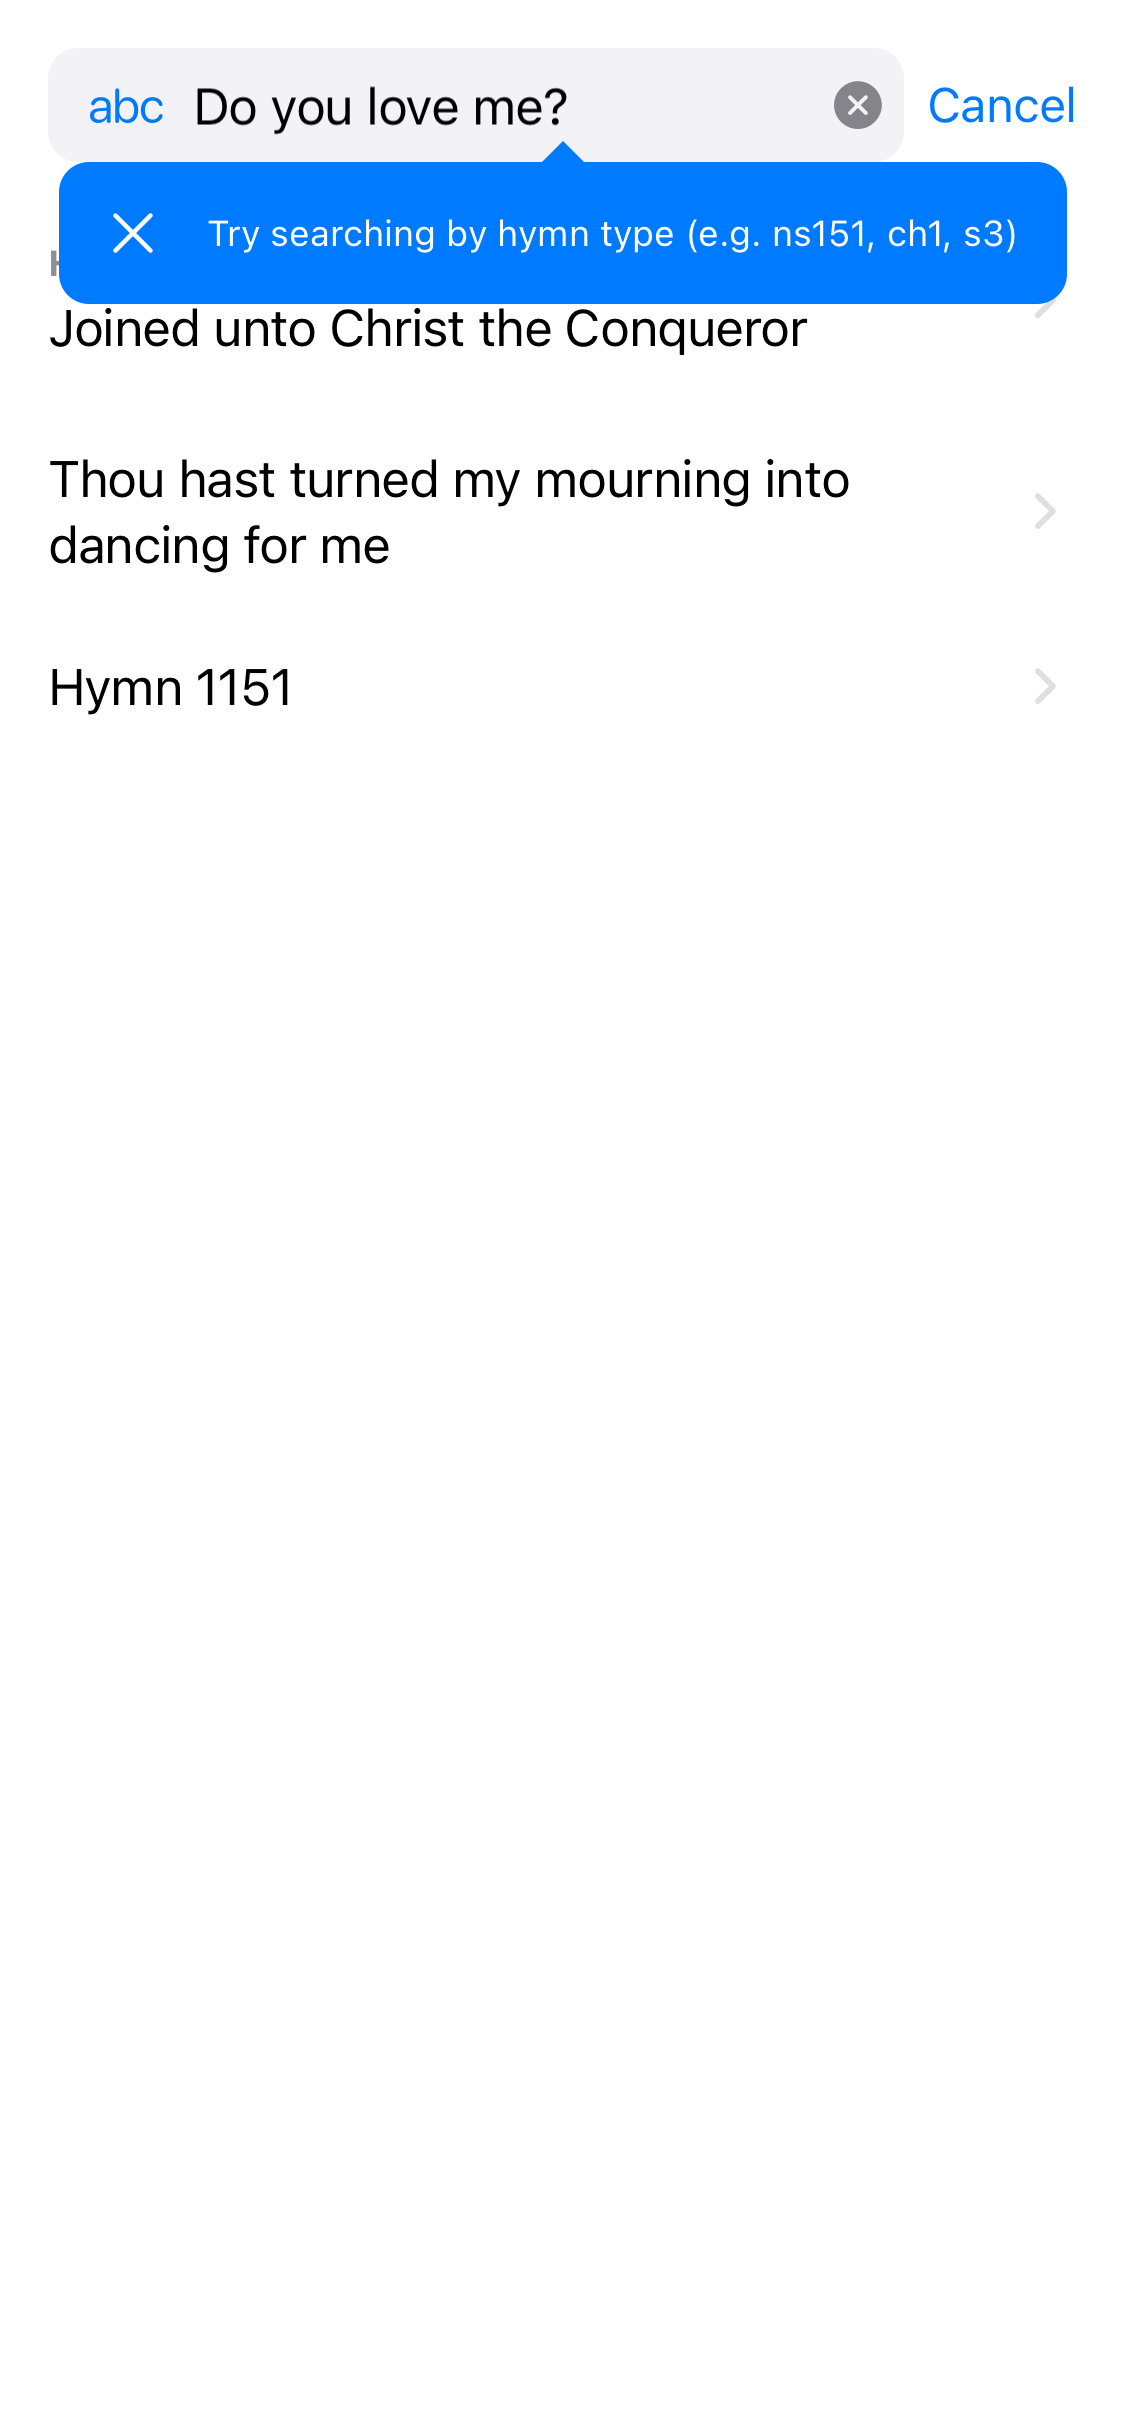 abc Do you love me? Cancel
Try searching by hymn type (e.g. ns151, ch1, s3)
Joined unto Christ the Conqueror
Thou hast turned my mourning into
dancing for me
Hymn 1151